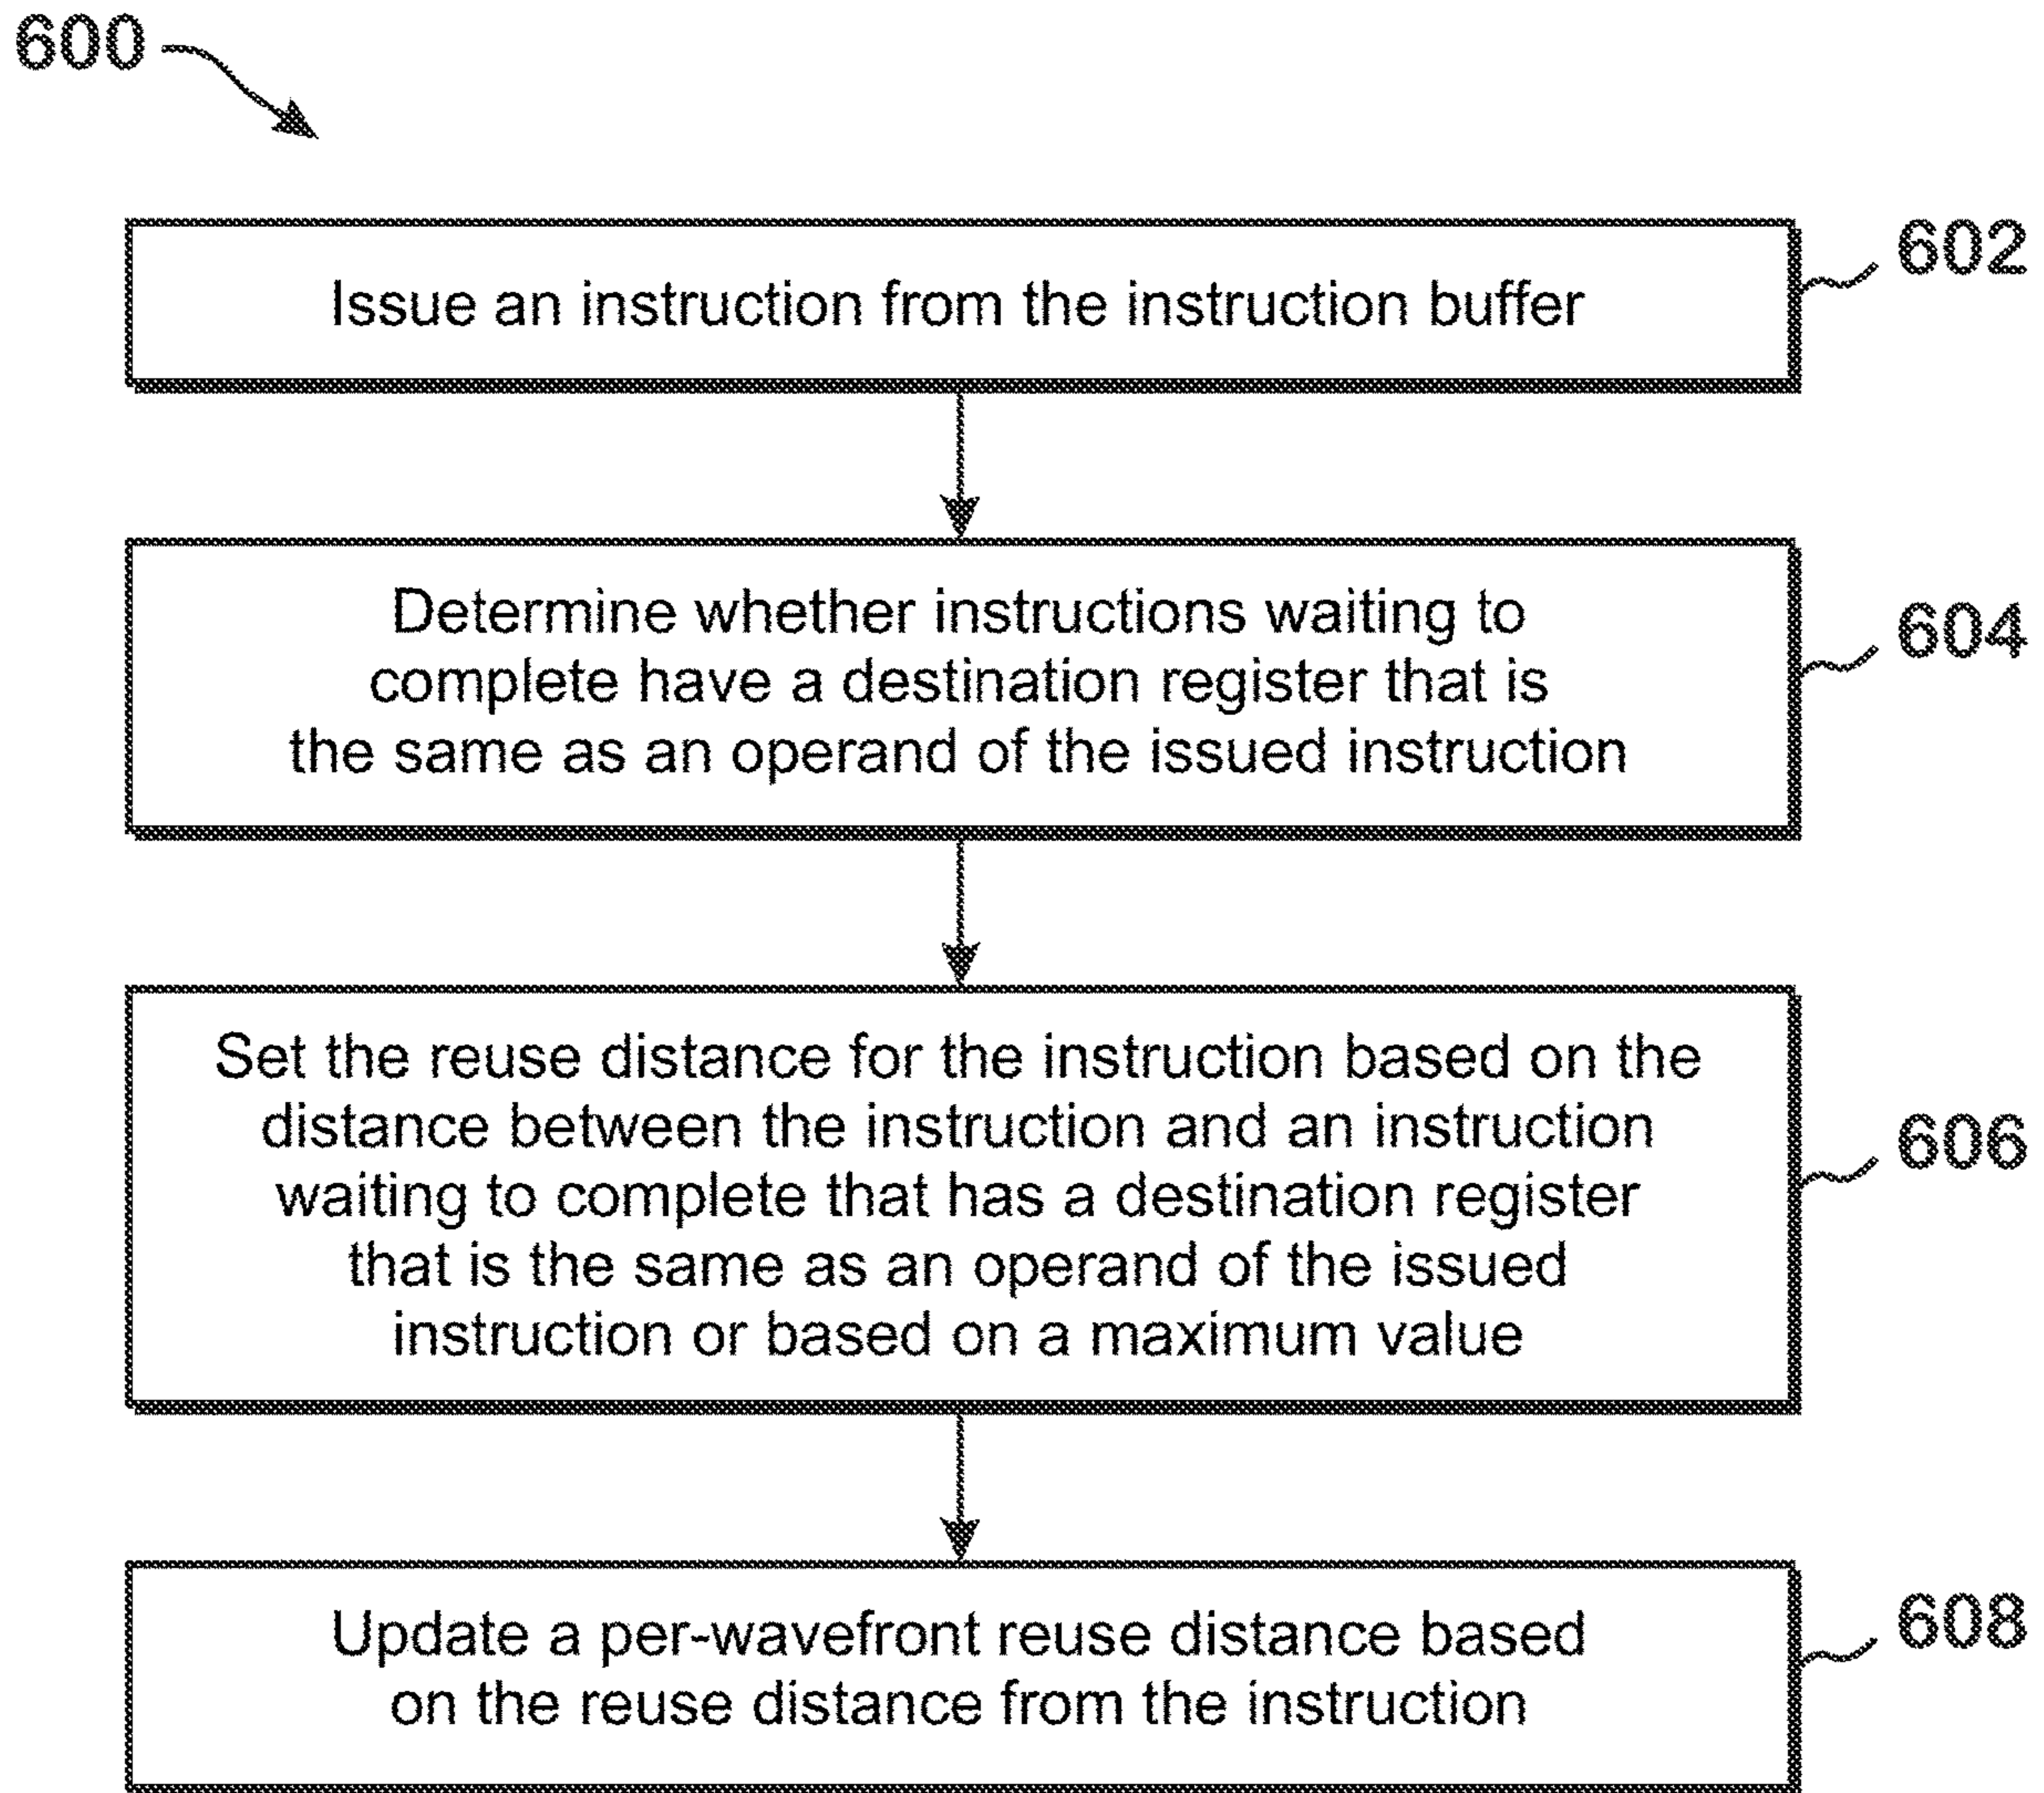 600
Issue an instruction from the instruction buffer
602
Determine whether instructions waiting to
complete have a destination register that is
the same as an operand of the issued instruction
604
Set the reuse distance for the instruction based on the
distance between the instruction and an instruction
waiting to complete that has a destination register
that is the same as an operand of the issued
instruction or based on a maximum value
606
Update a per-wavefront reuse distance based
on the reuse distance from the instruction
608